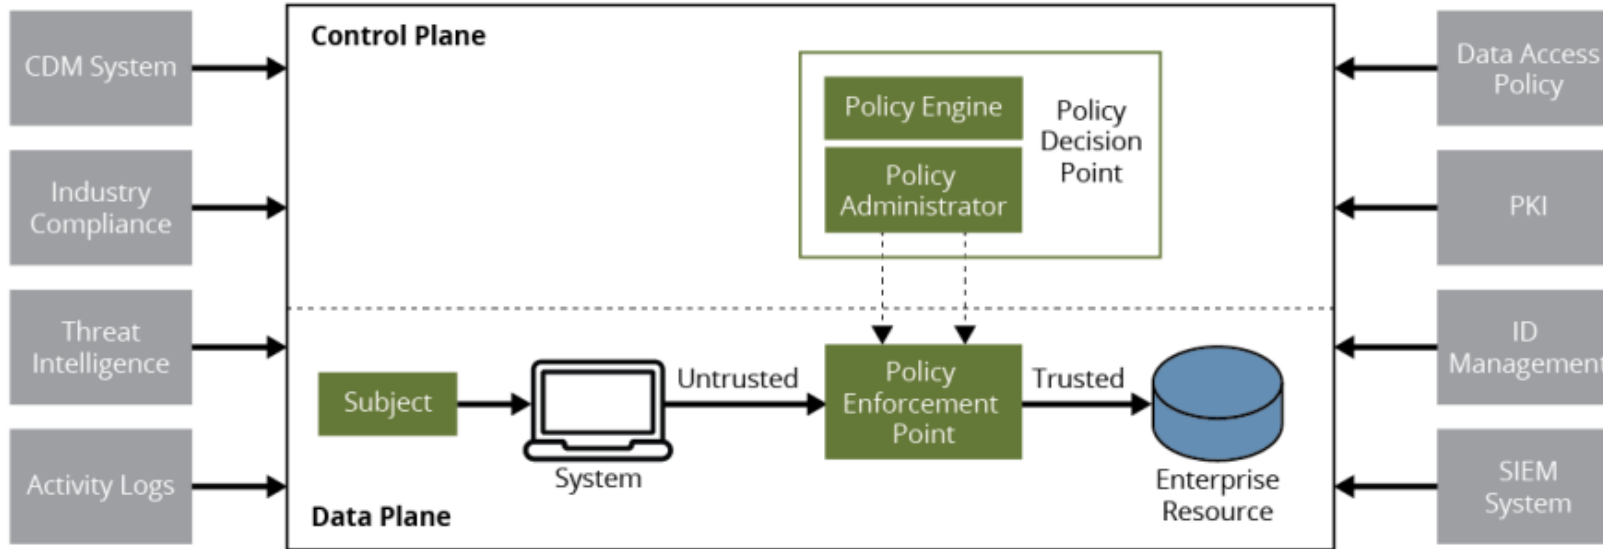 Control Plane
CDM System
Industry
Compliance
Threat
Intelligence
Activity Logs
Policy Engine
Policy
Administrator
Policy
Decision
Point
Subject
System
Untrusted
Policy
Enforcement
Point
Trusted
Enterprise
Resource
Data Plane
Data Access
Policy
PKI
ID
Management
SIEM
System